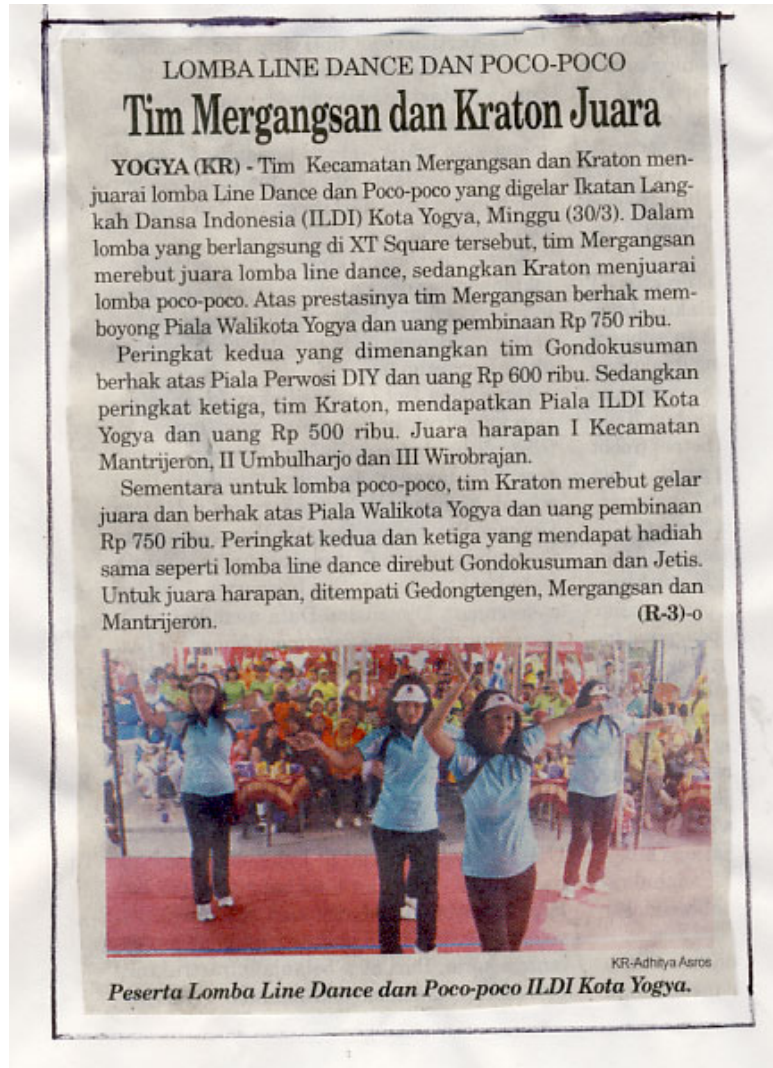 LOMBA LINE DANCE DAN POCO-POCO
Tim Mergangsan dan Kraton Juara
YOGYA (KR) - Tim Kecamatan Mergangsan dan Kraton men-
juarai lomba Line Dance dan Poco-poco yang digelar Ikatan Lang-
kah Dansa Indonesia (ILDI) Kota Yogya, Minggu (30/3). Dalam
lomba yang berlangsung di XT Square tersebut, tim Mergangsan
merebut juara lomba line dance, sedangkan Kraton menjuarai
lomba poco-poco. Atas prestasinya tim Mergangsan berhak mem-
boyong Piala Walikota Yogya dan uang pembinaan Rp 750 ribu.
Peringkat kedua yang dimenangkan tim Gondokusuman
berhak atas Piala Perwosi DIY dan uang Rp 600 ribu. Sedangkan
peringkat ketiga, tim Kraton, mendapatkan Piala ILDI Kota
Yogya dan uang Rp 500 ribu. Juara harapan I Kecamatan
Mantrijeron, II Umbulharjo dan III Wirobrajan.
Sementara untuk lomba poco-poco, tim Kraton merebut gelar
juara dan berhak atas Piala Walikota Yogya dan uang pembinaan
Rp 750 ribu. Peringkat kedua dan ketiga yang mendapat hadiah
sama seperti lomba line dance direbut Gondokusuman dan Jetis.
Untuk juara harapan, ditempati Gedongtengen, Mergangsan dan
Mantrijeron. (R-3)-o
KR-Adhitya Asros
Peserta Lomba Line Dance dan Poco-poco ILDI Kota Yogya.